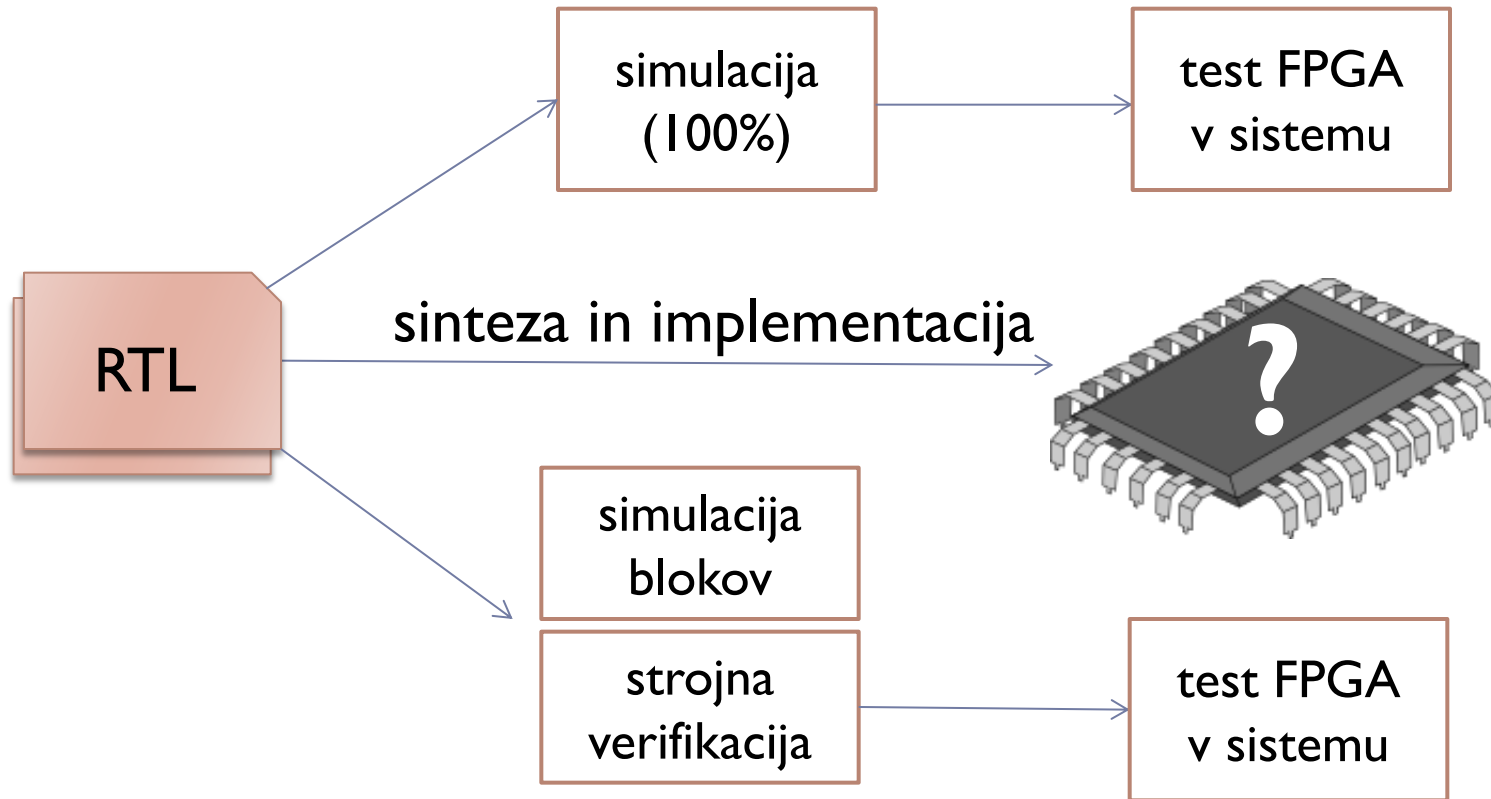 simulacija
(100%)
test FPGA
v sistemu
RTL
sinteza in implementacija
?
simulacija
blokov
strojna
verifikacija
test FPGA
v sistemu